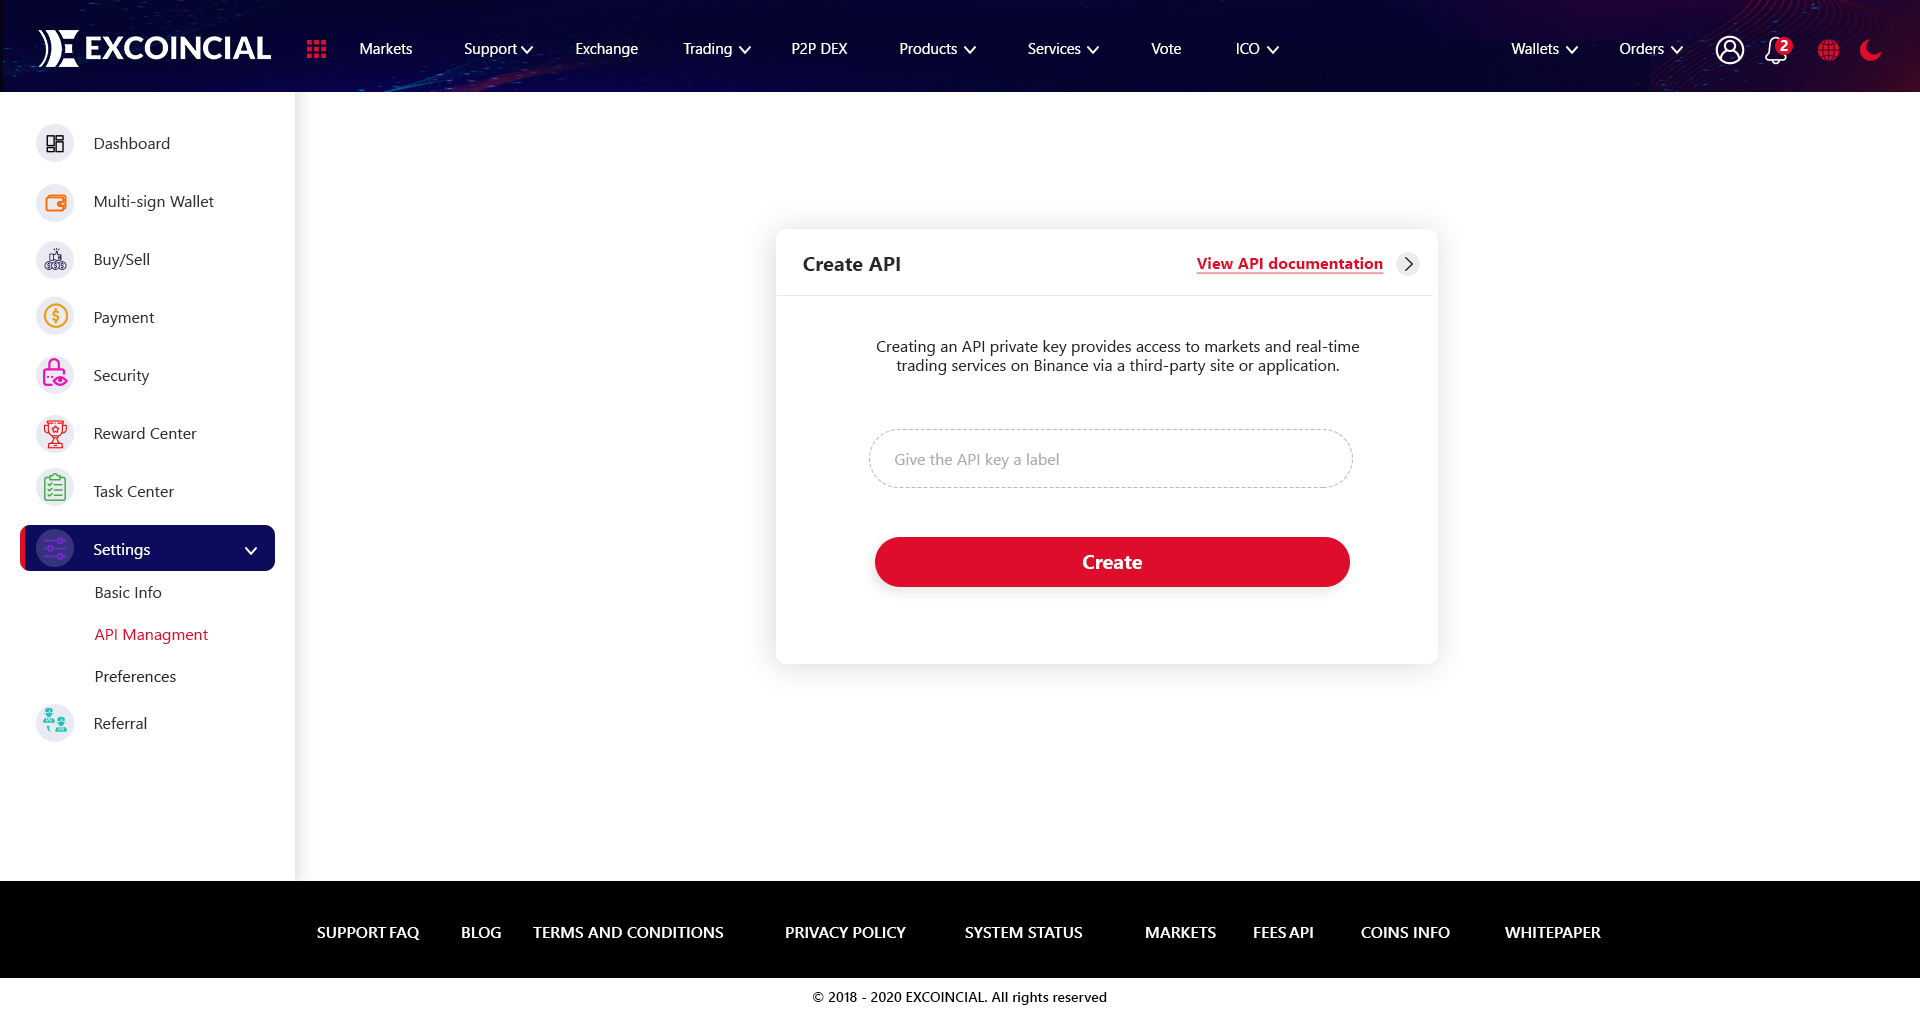 EXCOINCIAL Markets Support Exchange Trading P2P DEX Products Services Vote ICO Wallets Orders 2
Dashboard
Multi-sign Wallet
Buy/Sell
Payment
Security
Reward Center
Task Center
Settings
Basic Info
API Managment
Preferences
Referral
Create API View API documentation
Creating an API private key provides access to markets and real-time
trading services on Binance via a third-party site or application.
Give the API key a label
Create
SUPPORT FAQ BLOG TERMS AND CONDITIONS PRIVACY POLICY SYSTEM STATUS MARKETS FEES API COINS INFO WHITEPAPER
© 2018 - 2020 EXCOINCIAL. All rights reserved